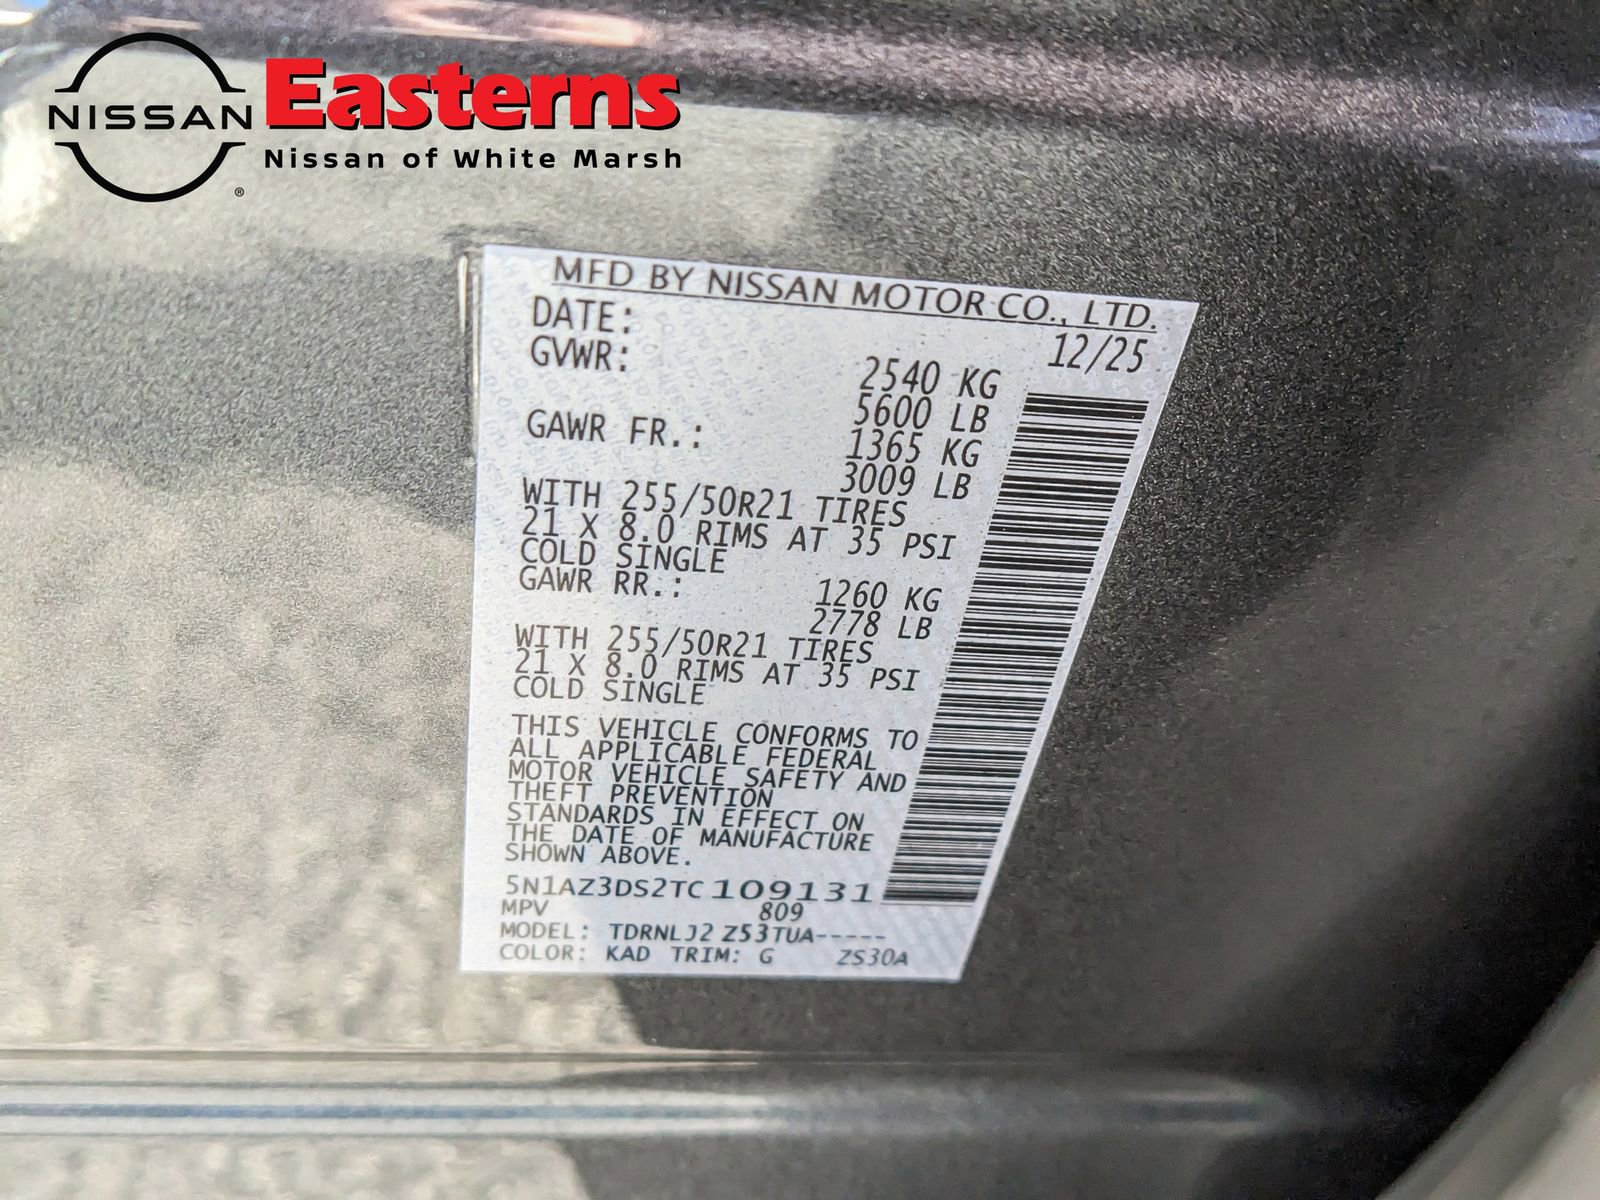 NISSAN
®
Easterns
Nissan of White Marsh
MFD BY NISSAN MOTOR CO., LTD.
DATE: 12/25
GVWR: 2540 KG
5600 LB
GAWR FR.: 1365 KG
3009 LB
WITH 255/50R21 TIRES
21 X 8.0 RIMS AT 35 PSI
COLD SINGLE
GAWR RR.: 1260 KG
2778 LB
WITH 255/50R21 TIRES
21 X 8.0 RIMS AT 35 PSI
COLD SINGLE
THIS VEHICLE CONFORMS TO
ALL APPLICABLE FEDERAL
MOTOR VEHICLE SAFETY AND
THEFT PREVENTION
STANDARDS IN EFFECT ON
THE DATE OF MANUFACTURE
SHOWN ABOVE.
5N1AZ3DS2TC109131
MPV 809
MODEL: TDRNLJ2 Z53TUA-----
COLOR: KAD TRIM: G ZS30A